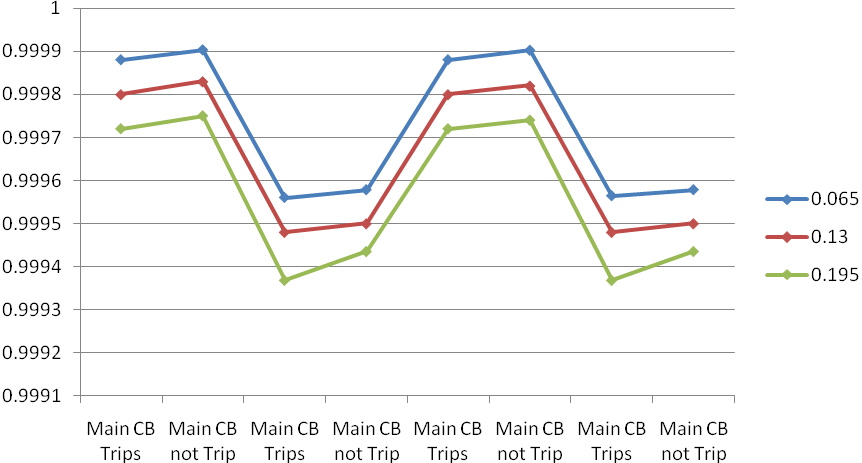 1
0.9999
0.9998
0.9997
0.9996
0.9995
0.9994
0.9993
0.9992
0.9991
Main CB Trips
Main CB not Trip
Main CB Trips
Main CB not Trip
Main CB Trips
Main CB not Trip
Main CB Trips
Main CB not Trip
0.065
0.13
0.195